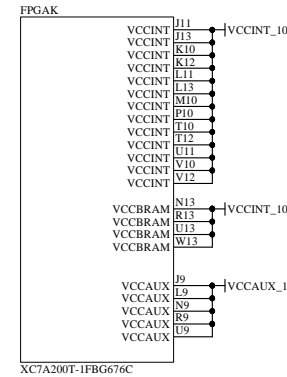 FPGAK
VCCINT J11 VCCINT_10
VCCINT J13
VCCINT K10
VCCINT K12
VCCINT L11
VCCINT L13
VCCINT M10
VCCINT P10
VCCINT T10
VCCINT T12
VCCINT U11
VCCINT V10
VCCINT V12
VCCBRAM N13 VCCINT_10
VCCBRAM R13
VCCBRAM U13
VCCBRAM W13
VCCAUX J9 VCCAUX_1
VCCAUX L9
VCCAUX N9
VCCAUX R9
VCCAUX U9
XC7A200T-1FBG676C